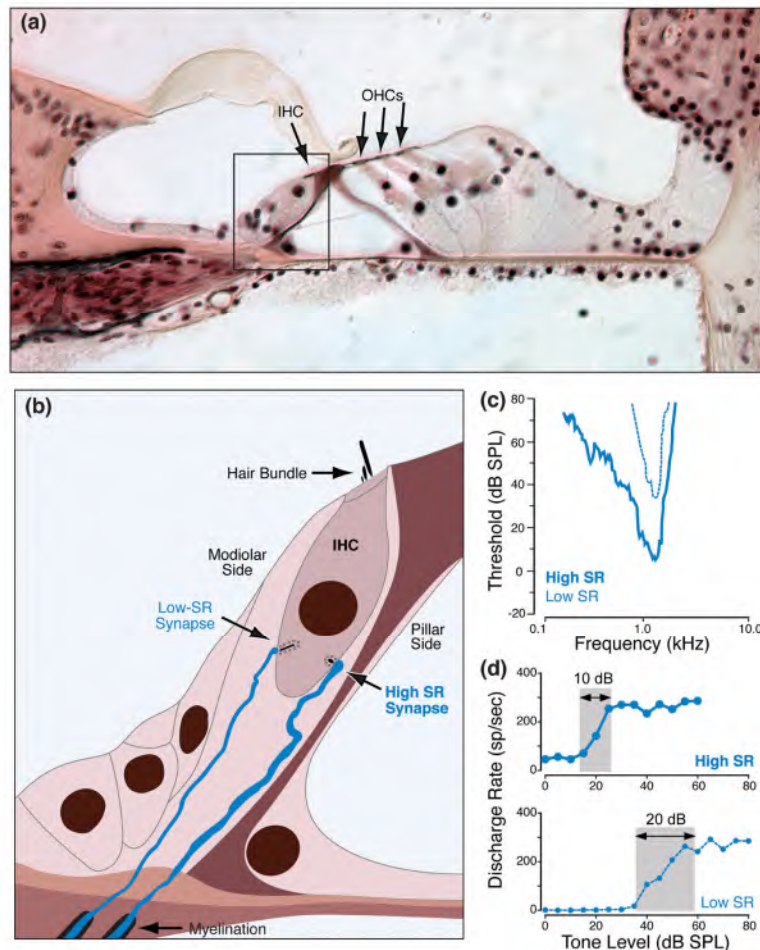 (a)
IHC
OHCs
(b)
Hair Bundle
IHC
Modiolar
Side
Low-SR
Synapse
Pillar
Side
High SR
Synapse
Myelination
(c)
Threshold (dB SPL)
80
60
40
20
0
-20
High SR
Low SR
0.1
1.0
10.0
Frequency (kHz)
(d)
Discharge Rate (sp/sec)
400
200
0
10 dB
High SR
0
20
40
60
80
400
200
0
20 dB
Low SR
0
20
40
60
80
Tone Level (dB SPL)